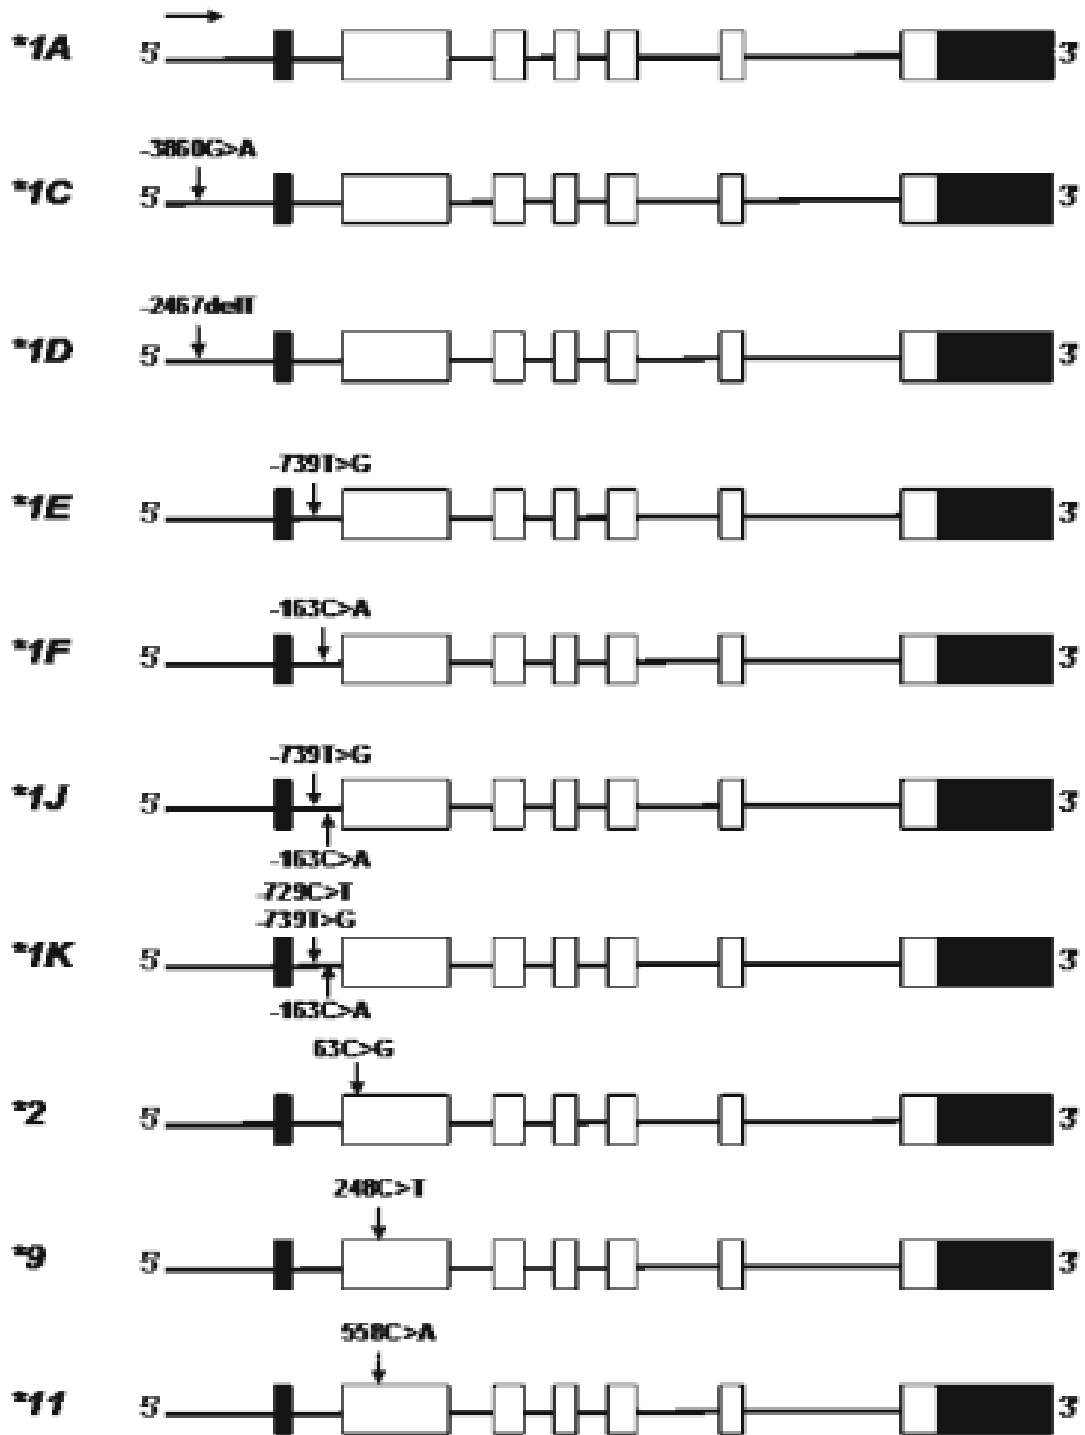 *1A 5' 3'
-3860G>A
*1C 5' 3'
-2467delT
*1D 5' 3'
-739T>G
*1E 5' 3'
-163C>A
*1F 5' 3'
-739T>G
*1J 5' 3'
-163C>A
-729C>T
-739T>G
*1K 5' 3'
-163C>A
63C>G
*2 5' 3'
248C>T
*9 5' 3'
558C>A
*11 5' 3'